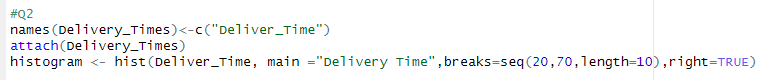 #Q2
names(Delivery_Times)<-c("Deliver_Time")
attach(Delivery_Times)
histogram <- hist(Deliver_Time, main ="Delivery Time",breaks=seq(20,70,length=10),right=TRUE)